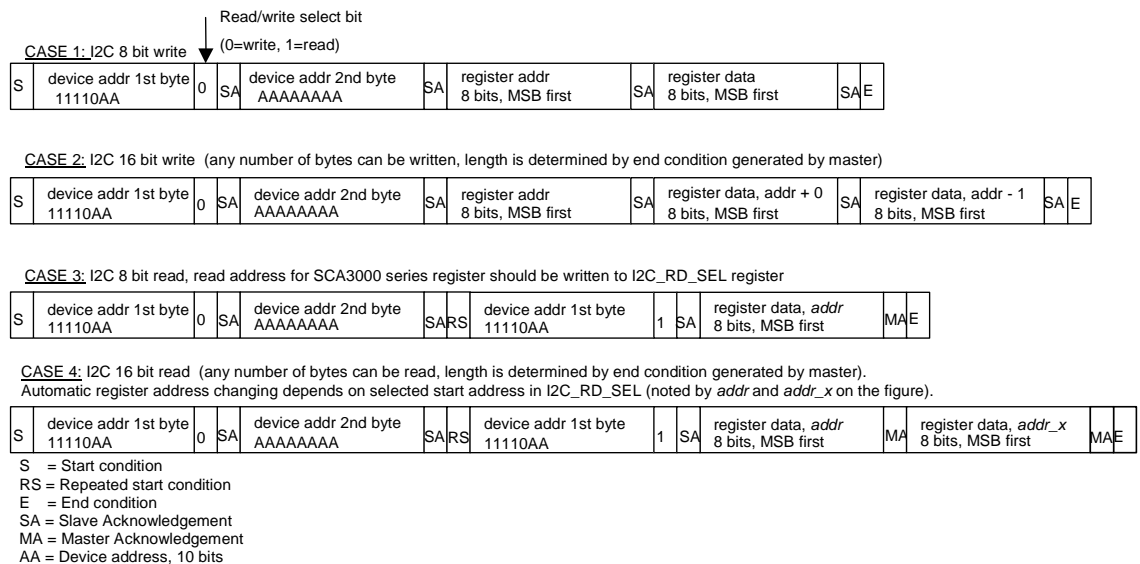 Read/write select bit
(0=write, 1=read)
CASE 1: I2C 8 bit write
S device addr 1st byte 11110AA 0 SA device addr 2nd byte AAAAAAAA SA register addr 8 bits, MSB first SA register data 8 bits, MSB first SA E
CASE 2: I2C 16 bit write (any number of bytes can be written, length is determined by end condition generated by master)
S device addr 1st byte 11110AA 0 SA device addr 2nd byte AAAAAAAA SA register addr 8 bits, MSB first SA register data, addr + 0 8 bits, MSB first SA register data, addr - 1 8 bits, MSB first SA E
CASE 3: I2C 8 bit read, read address for SCA3000 series register should be written to I2C_RD_SEL register
S device addr 1st byte 11110AA 0 SA device addr 2nd byte AAAAAAAA SA RS device addr 1st byte 11110AA 1 SA register data, addr 8 bits, MSB first MA E
CASE 4: I2C 16 bit read (any number of bytes can be read, length is determined by end condition generated by master).
Automatic register address changing depends on selected start address in I2C_RD_SEL (noted by addr and addr_x on the figure).
S device addr 1st byte 11110AA 0 SA device addr 2nd byte AAAAAAAA SA RS device addr 1st byte 11110AA 1 SA register data, addr 8 bits, MSB first MA register data, addr_x 8 bits, MSB first MA E
S = Start condition
RS = Repeated start condition
E = End condition
SA = Slave Acknowledgement
MA = Master Acknowledgement
AA = Device address, 10 bits